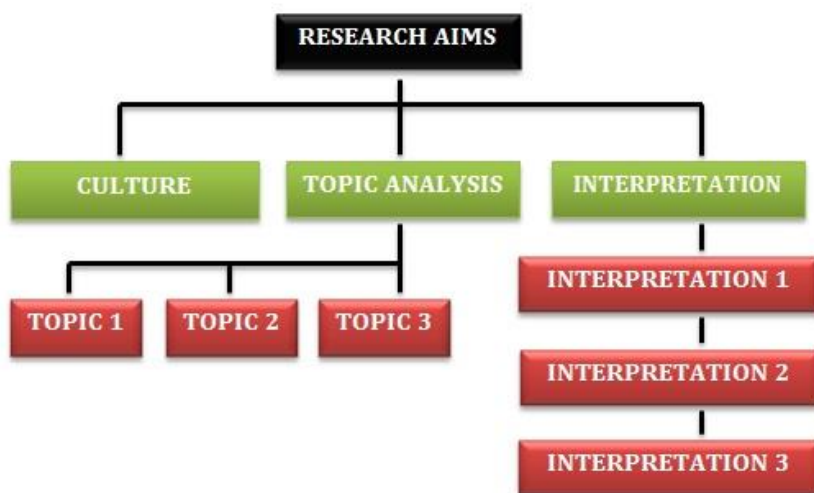 RESEARCH AIMS
CULTURE
TOPIC ANALYSIS
INTERPRETATION
TOPIC 1
TOPIC 2
TOPIC 3
INTERPRETATION 1
INTERPRETATION 2
INTERPRETATION 3